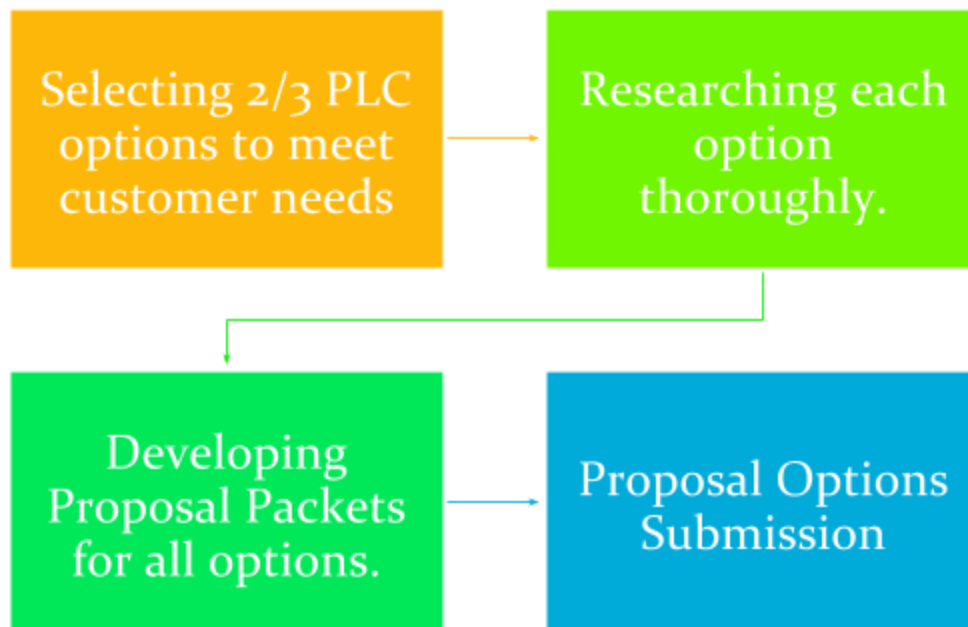 Selecting 2/3 PLC
options to meet
customer needs
Researching each
option
thoroughly.
Developing
Proposal Packets
for all options.
Proposal Options
Submission